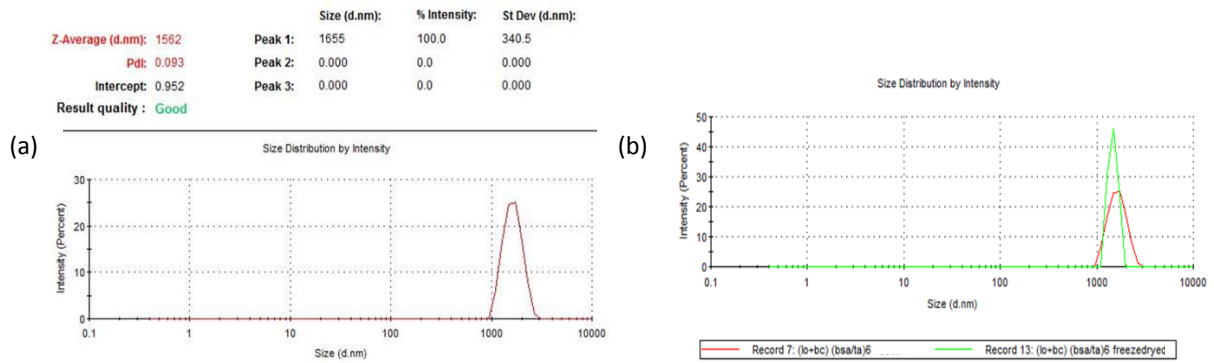 Size (d.nm): % Intensity: St Dev (d.nm):
Z-Average (d.nm): 1562 Peak 1: 1655 100.0 340.5
PdI: 0.093 Peak 2: 0.000 0.0 0.000
Intercept: 0.952 Peak 3: 0.000 0.0 0.000
Result quality : Good
(a)
Size Distribution by Intensity
Intensity (Percent)
30
20
10
0
0.1 1 10 100 1000 10000
Size (d.nm)
(b)
Size Distribution by Intensity
Intensity (Percent)
50
40
30
20
10
0
0.1 1 10 100 1000 10000
Size (d.nm)
Record 7: (lo+bc) (bsa/ta)6 Record 13: (lo+bc) (bsa/ta)6 freezedryed